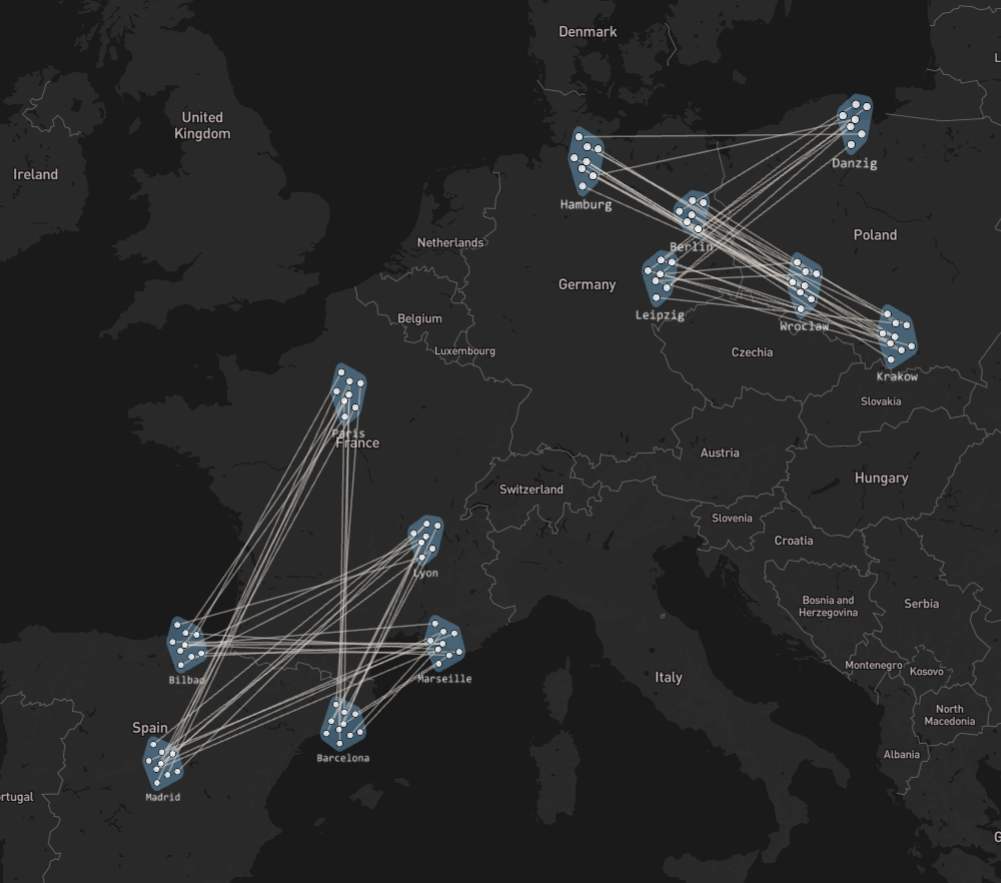 Denmark
United
Kingdom
Danzig
Ireland
Hamburg
Poland
Netherlands
Berlin
Germany
Leipzig
Belgium
Wroclaw
Luxembourg
Czechia
Krakow
Slovakia
Paris
France
Austria
Hungary
Switzerland
Slovenia
Croatia
Lyon
Bosnia and
Herzegovina
Serbia
Montenegro
Kosovo
Bilbao
Marseille
Italy
North
Macedonia
Spain
Barcelona
Albania
Madrid
rtugal
G
L